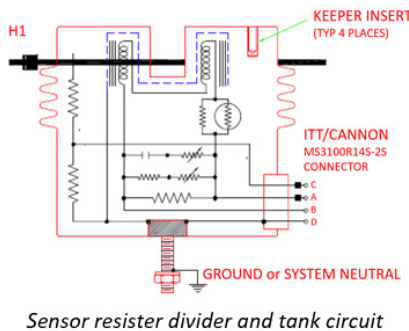 KEEPER INSERT
(TYP 4 PLACES)
H1
ITT/CANNON
MS3100R14S-2S
CONNECTOR
C
A
B
D
GROUND or SYSTEM NEUTRAL
Sensor resister divider and tank circuit